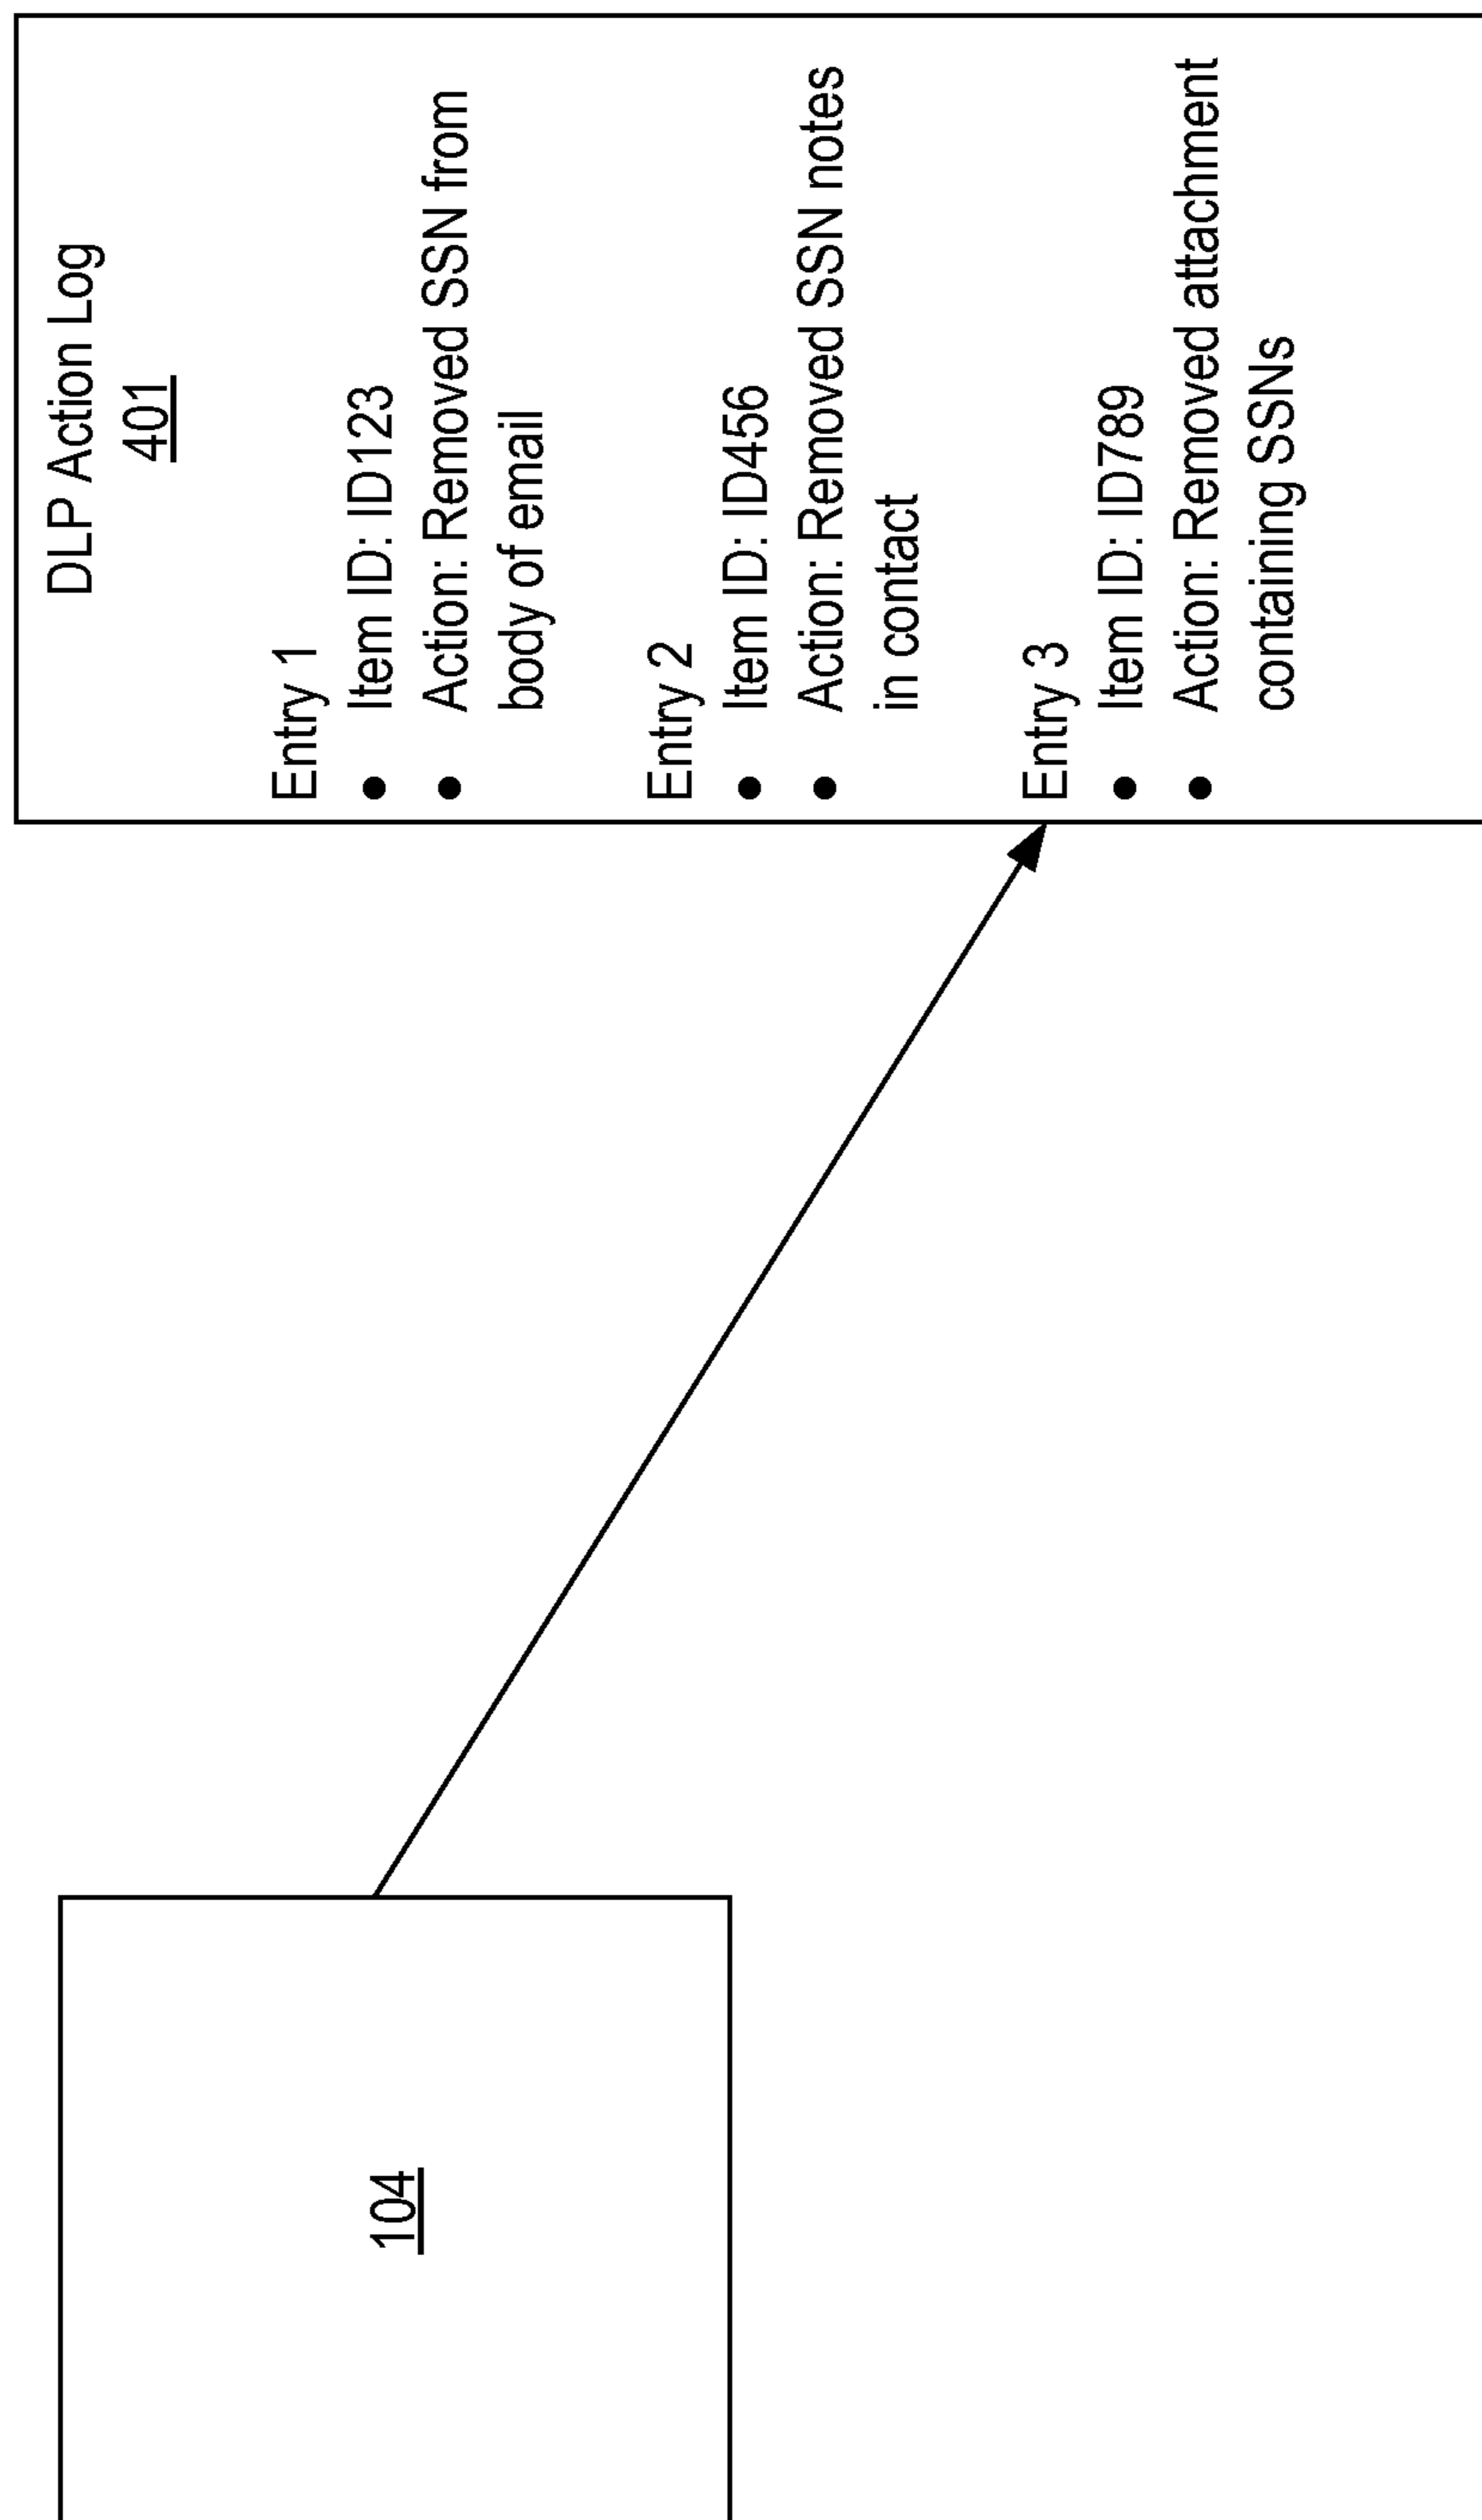 DLP Action Log
401
Entry 1
● Item ID: ID123
● Action: Removed SSN from
body of email
Entry 2
● Item ID: ID456
● Action: Removed SSN notes
in contact
Entry 3
● Item ID: ID789
● Action: Removed attachment
containing SSNs
104